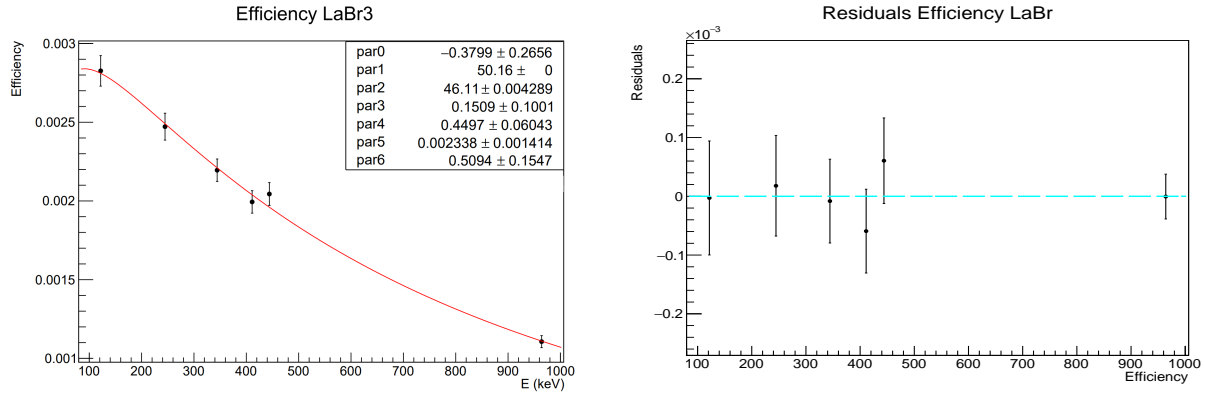 Efficiency LaBr3
Efficiency
0.003
0.0025
0.002
0.0015
0.001
par0 −0.3799 ± 0.2656
par1 50.16 ± 0
par2 46.11 ± 0.004289
par3 0.1509 ± 0.1001
par4 0.4497 ± 0.06043
par5 0.002338 ± 0.001414
par6 0.5094 ± 0.1547
100 200 300 400 500 600 700 800 900 1000
E (keV)
Residuals Efficiency LaBr
×10−3
Residuals
0.2
0.1
0
−0.1
−0.2
100 200 300 400 500 600 700 800 900 1000
Efficiency